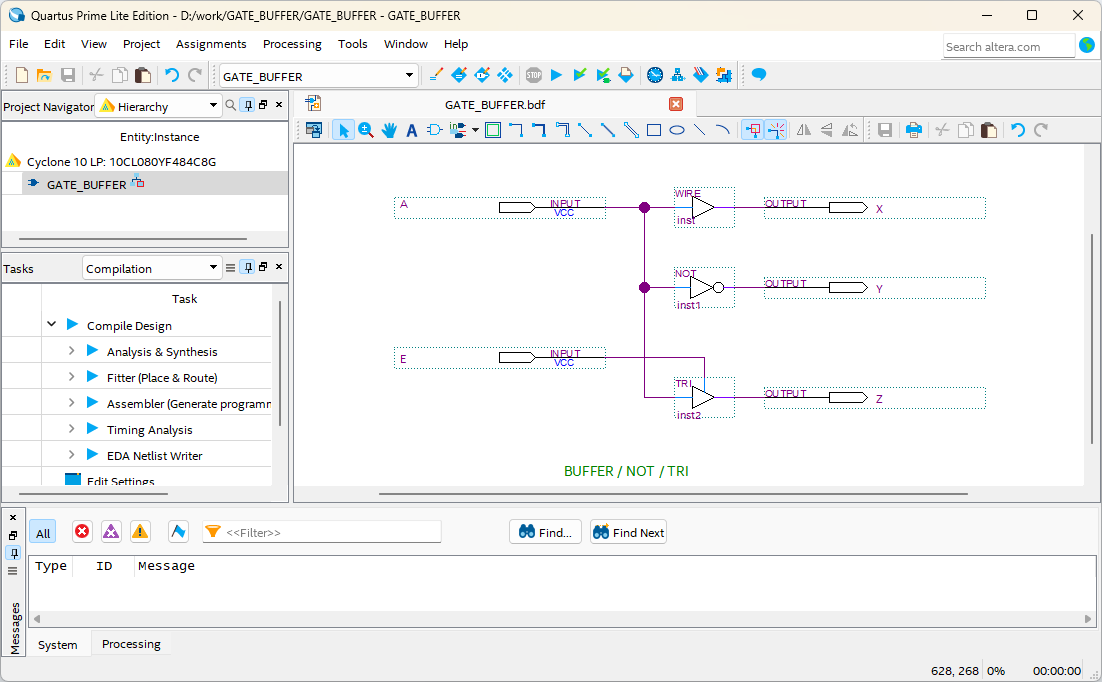 Quartus Prime Lite Edition - D:/work/GATE_BUFFER/GATE_BUFFER - GATE_BUFFER
File Edit View Project Assignments Processing Tools Window Help
Search altera.com
GATE_BUFFER
STOP
Project Navigator Hierarchy
GATE_BUFFER.bdf
Entity:Instance
Cyclone 10 LP: 10CL080YF484C8G
GATE_BUFFER
A INPUT VCC
WIRE inst
OUTPUT X
NOT inst1
OUTPUT Y
E INPUT VCC
TRI inst2
OUTPUT Z
BUFFER / NOT / TRI
Tasks Compilation
Task
Compile Design
Analysis & Synthesis
Fitter (Place & Route)
Assembler (Generate programm
Timing Analysis
EDA Netlist Writer
Edit Settings
All <<Filter>> Find... Find Next
Type ID Message
Messages
System Processing
628, 268 0% 00:00:00